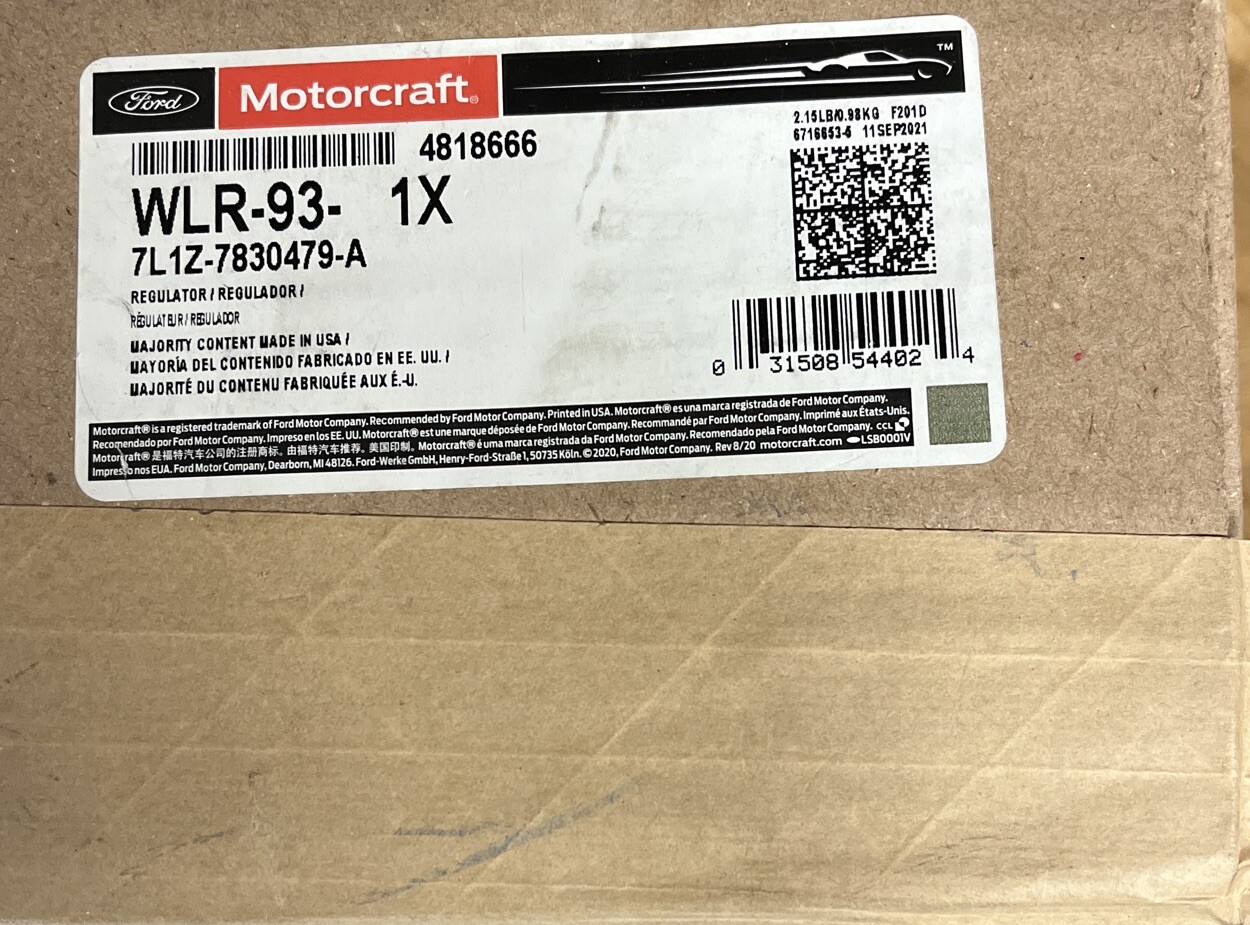 Ford
Motorcraft®
TM
4818666
2.15LB/0.98KG F201D
6716653-5 11SEP2021
WLR-93- 1X
7L1Z-7830479-A
REGULATOR / REGULADOR /
RÉGULATEUR / REGULADOR
MAJORITY CONTENT MADE IN USA /
MAYORÍA DEL CONTENIDO FABRICADO EN EE. UU. /
MAJORITÉ DU CONTENU FABRIQUÉE AUX É.-U.
0 31508 54402 4
Motorcraft® is a registered trademark of Ford Motor Company. Recommended by Ford Motor Company. Printed in USA. Motorcraft® es una marca registrada de Ford Motor Company.
Recomendado por Ford Motor Company. Impreso en los EE. UU. Motorcraft® est une marque déposée de Ford Motor Company. Recommandé par Ford Motor Company. Imprimé aux États-Unis.
Motorcraft® 是福特汽车公司的注册商标。由福特汽车推荐。美国印制。Motorcraft® é uma marca registrada da Ford Motor Company. Recomendado pela Ford Motor Company. CCL
Impresso nos EUA. Ford Motor Company, Dearborn, MI 48126. Ford-Werke GmbH, Henry-Ford-Straße 1, 50735 Köln. © 2020, Ford Motor Company. Rev 8/20 motorcraft.com LSB0001V